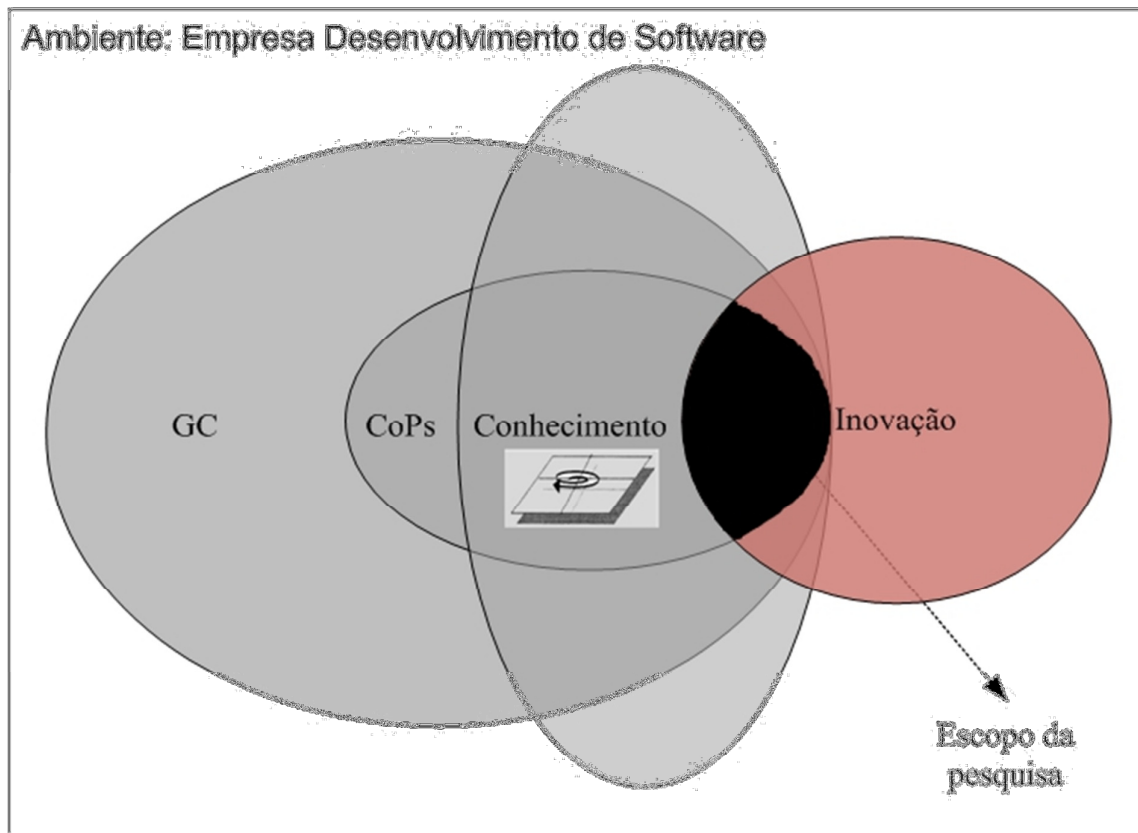 Ambiente: Empresa Desenvolvimento de Software
GC
CoPs
Conhecimento
Inovação
Escopo da
pesquisa